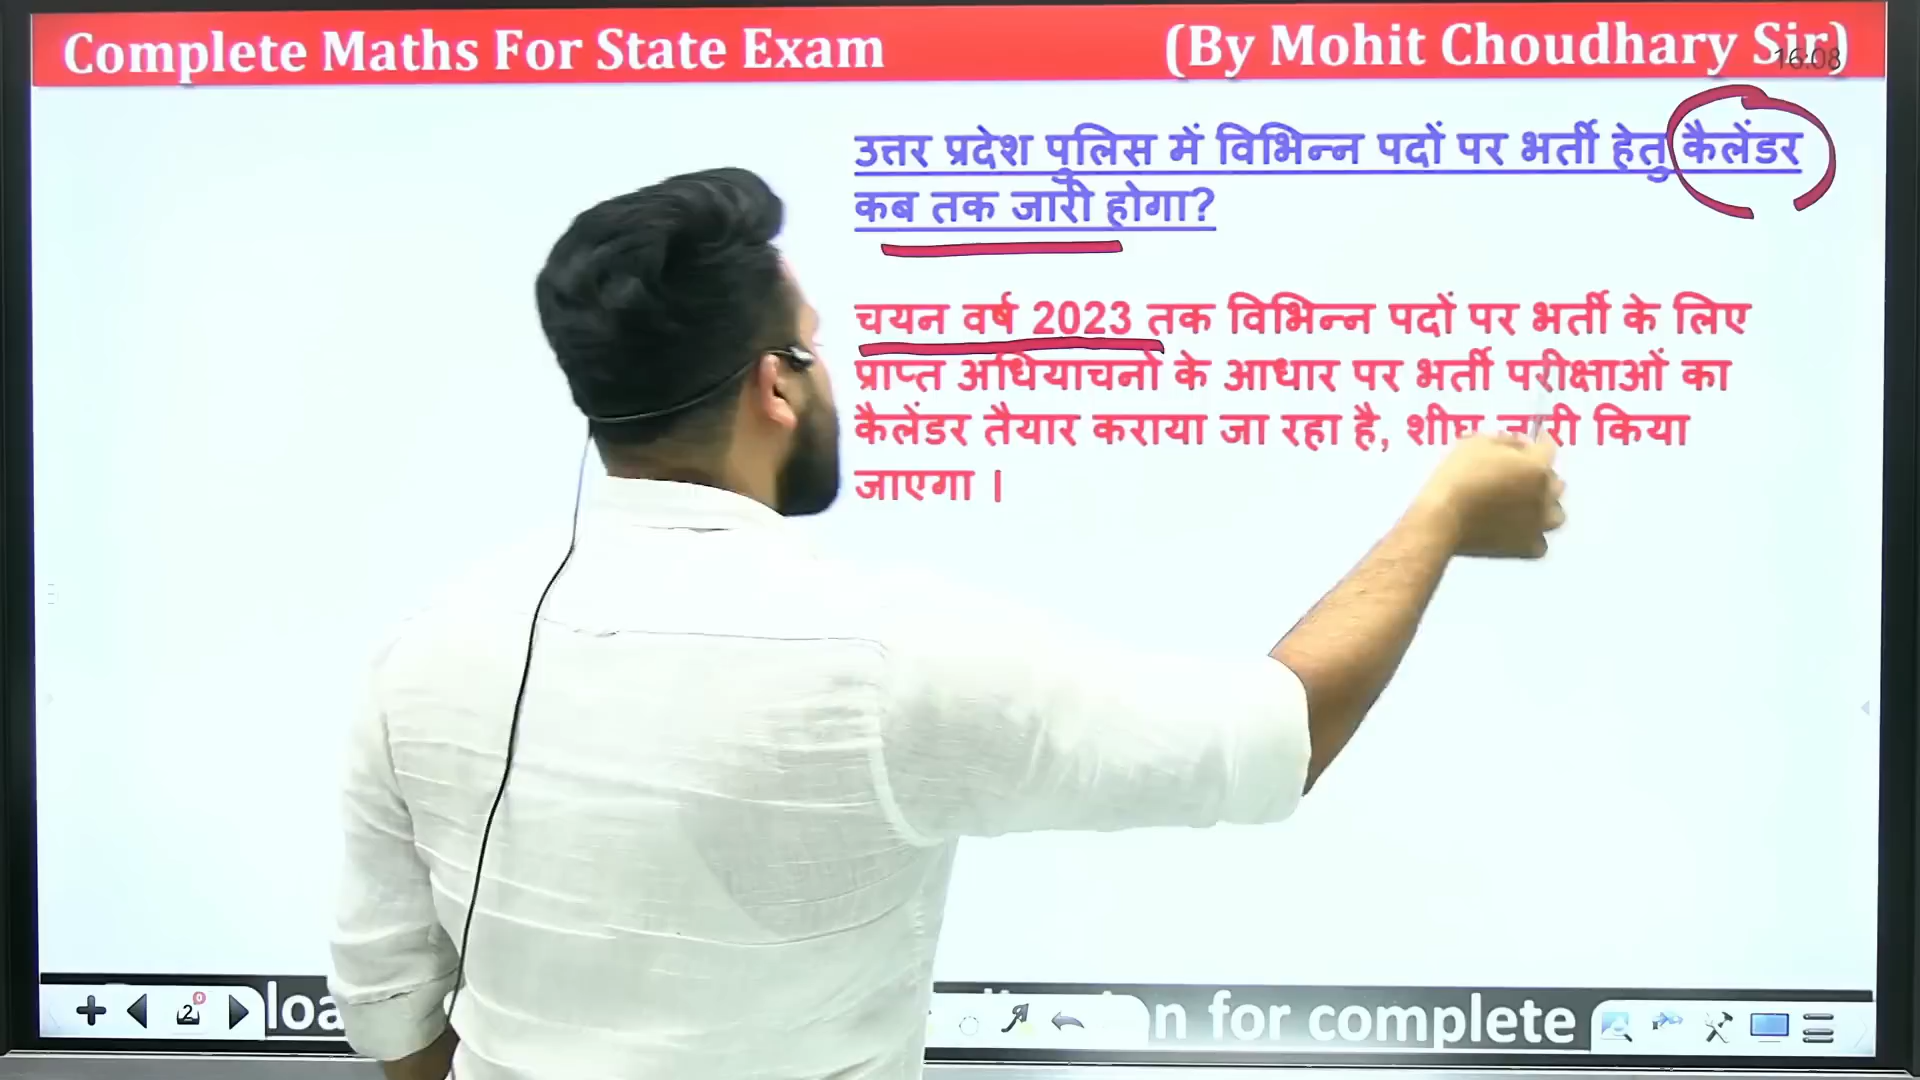 Complete Maths For State Exam (By Mohit Choudhary Sir)
16:08
उत्तर प्रदेश पुलिस में विभिन्न पदों पर भर्ती हेतु कैलेंडर
कब तक जारी होगा?
चयन वर्ष 2023 तक विभिन्न पदों पर भर्ती के लिए
प्राप्त अधियाचनो के आधार पर भर्ती परीक्षाओं का
कैलेंडर तैयार कराया जा रहा है, किया
जाएगा ।
2 for complete